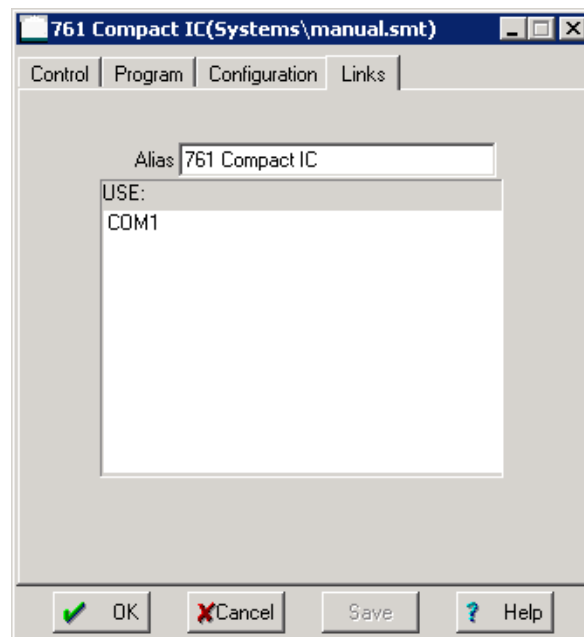 761 Compact IC(Systems\manual.smt)
Control Program Configuration Links
Alias 761 Compact IC
USE:
COM1
OK Cancel Save ? Help